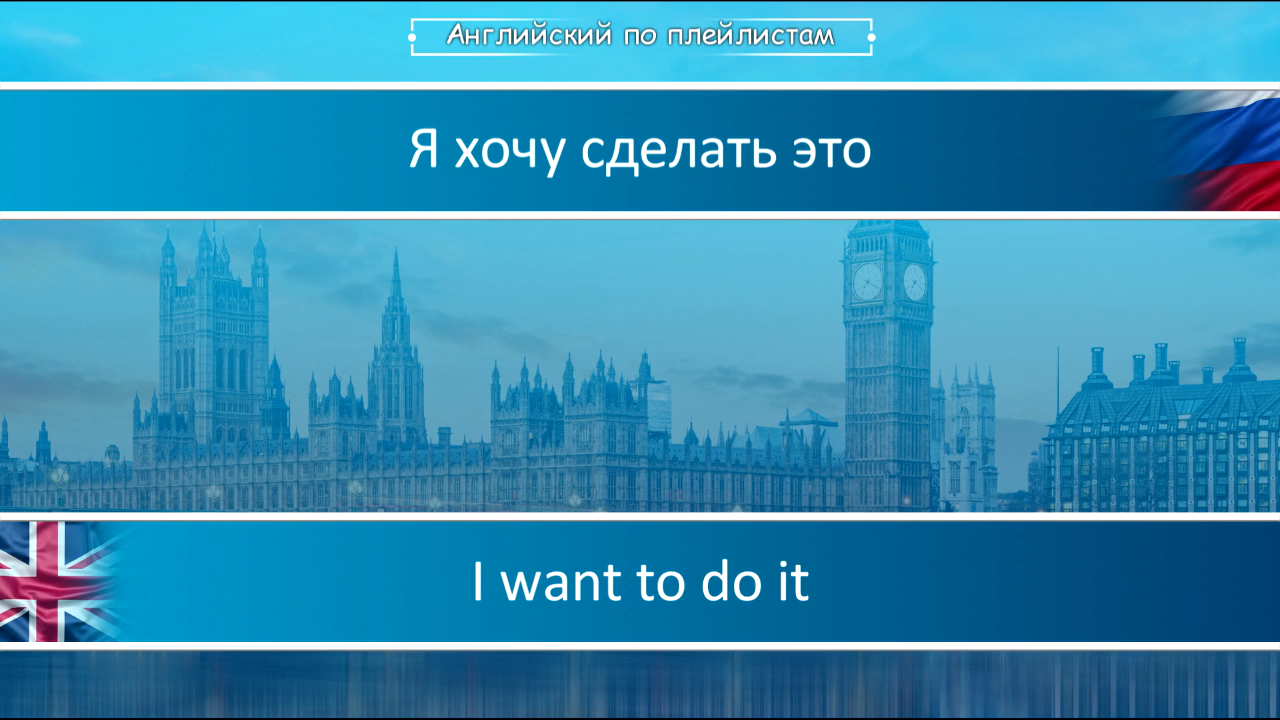 Английский по плейлистам
Я хочу сделать это
I want to do it